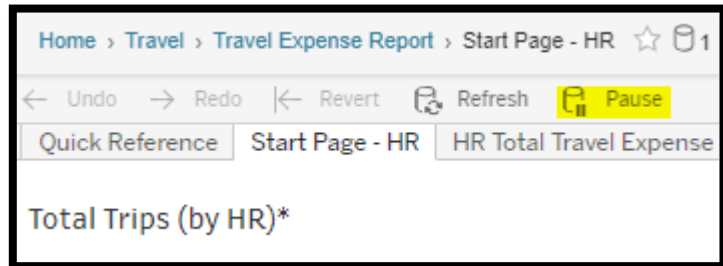 Home > Travel > Travel Expense Report > Start Page - HR 1
Undo Redo Revert Refresh Pause
Quick Reference Start Page - HR HR Total Travel Expense
Total Trips (by HR)*